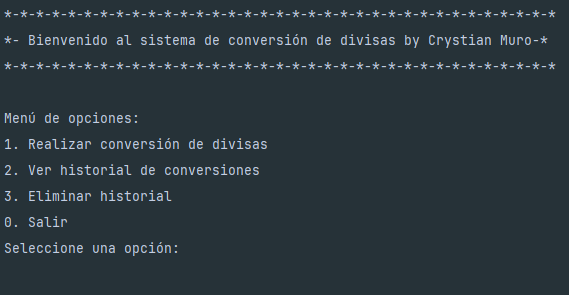 *-*-*-*-*-*-*-*-*-*-*-*-*-*-*-*-*-*-*-*-*-*-*-*-*-*-*-*-*-*-*-*-*-*-*
*- Bienvenido al sistema de conversión de divisas by Crystian Muro-*
*-*-*-*-*-*-*-*-*-*-*-*-*-*-*-*-*-*-*-*-*-*-*-*-*-*-*-*-*-*-*-*-*-*-*
Menú de opciones:
1. Realizar conversión de divisas
2. Ver historial de conversiones
3. Eliminar historial
0. Salir
Seleccione una opción: